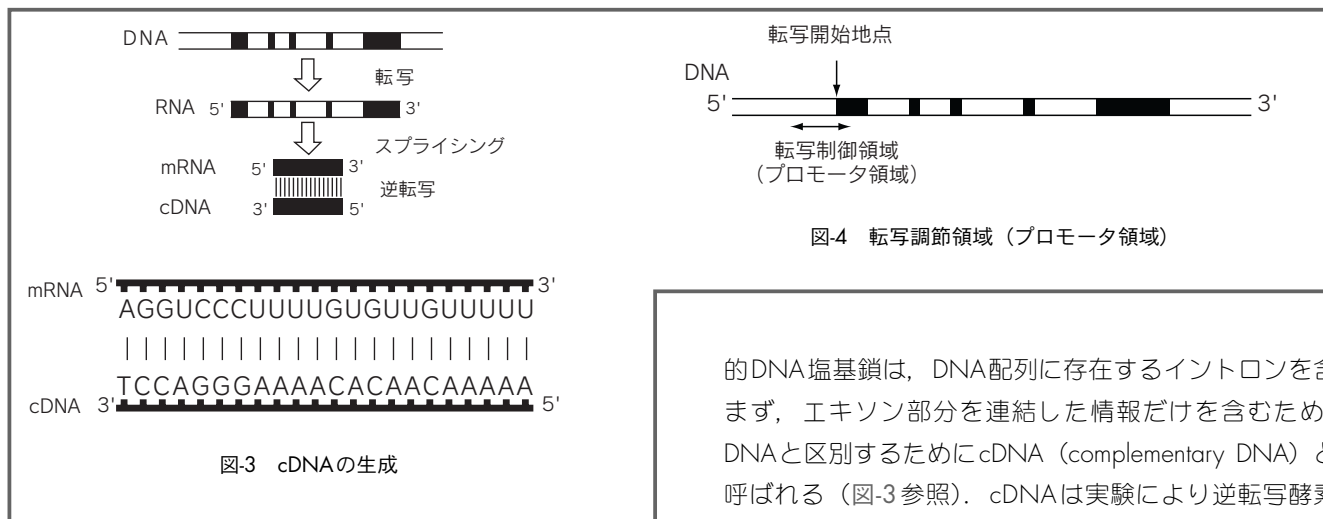 DNA
転写
RNA 5' 3'
スプライシング
mRNA 5' 3'
逆転写
cDNA 3' 5'
mRNA 5' 3'
AGGUCCCUUUUGUGUUGUUUUU
TCCAGGGAAAACACAACAAAAA
cDNA 3' 5'
図-3 cDNAの生成
転写開始地点
DNA
5' 3'
転写制御領域
(プロモータ領域)
図-4 転写調節領域(プロモータ領域)
的DNA塩基鎖は,DNA配列に存在するイントロンを含
まず,エキソン部分を連結した情報だけを含むため,
DNAと区別するためにcDNA(complementary DNA)と
呼ばれる(図-3参照).cDNAは実験により逆転写酵素